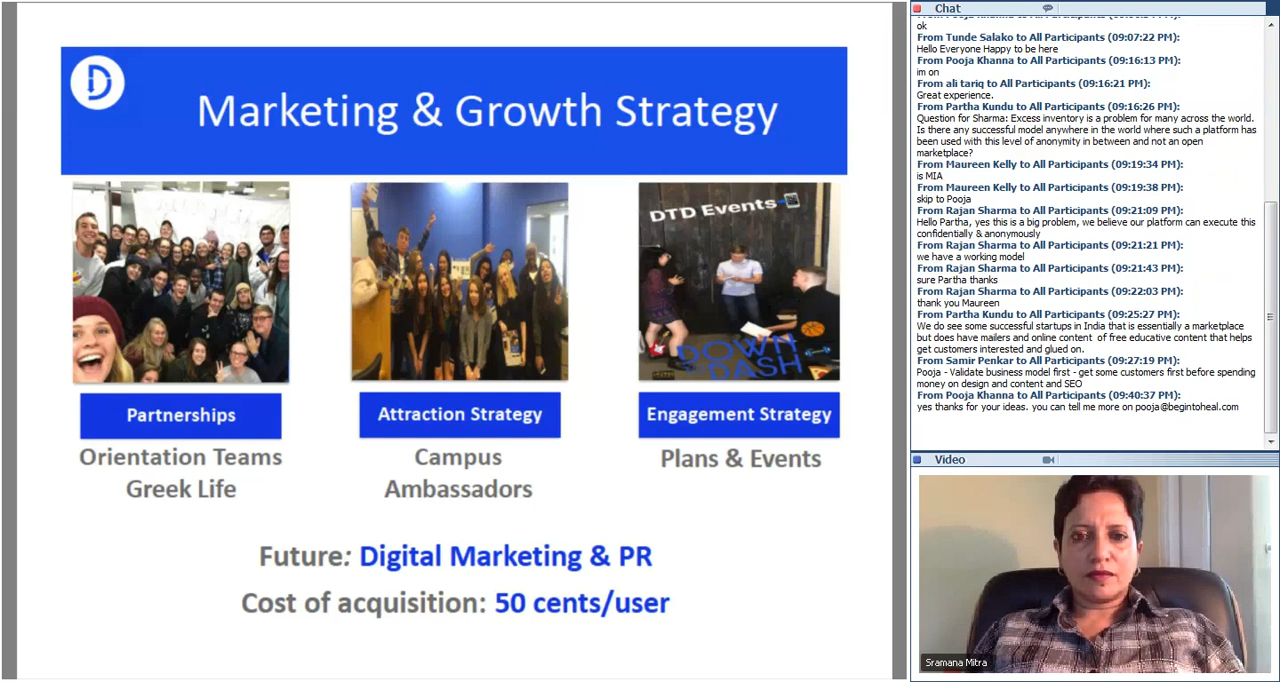 D
Marketing & Growth Strategy
DTD Events
DOWN
DASH
Partnerships
Attraction Strategy
Engagement Strategy
Orientation Teams
Greek Life
Campus
Ambassadors
Plans & Events
Future: Digital Marketing & PR
Cost of acquisition: 50 cents/user
Chat
ok
From Tunde Salako to All Participants (09:07:22 PM):
Hello Everyone Happy to be here
From Pooja Khanna to All Participants (09:16:13 PM):
im on
From ali tariq to All Participants (09:16:21 PM):
Great experience.
From Partha Kundu to All Participants (09:16:26 PM):
Question for Sharma: Excess inventory is a problem for many across the world.
Is there any successful model anywhere in the world where such a platform has
been used with this level of anonymity in between and not an open
marketplace?
From Maureen Kelly to All Participants (09:19:34 PM):
is MIA
From Maureen Kelly to All Participants (09:19:38 PM):
skip to Pooja
From Rajan Sharma to All Participants (09:21:09 PM):
Hello Partha, yes this is a big problem, we believe our platform can execute this
confidentially & anonymously
From Rajan Sharma to All Participants (09:21:21 PM):
we have a working model
From Rajan Sharma to All Participants (09:21:43 PM):
sure Partha thanks
From Rajan Sharma to All Participants (09:22:03 PM):
thank you Maureen
From Partha Kundu to All Participants (09:25:27 PM):
We do see some successful startups in India that is essentially a marketplace
but does have mailers and online content of free educative content that helps
get customers interested and glued on.
From Samir Penkar to All Participants (09:27:19 PM):
Pooja - Validate business model first - get some customers first before spending
money on design and content and SEO
From Pooja Khanna to All Participants (09:40:37 PM):
yes thanks for your ideas. you can tell me more on pooja@begintoheal.com
Video
Sramana Mitra